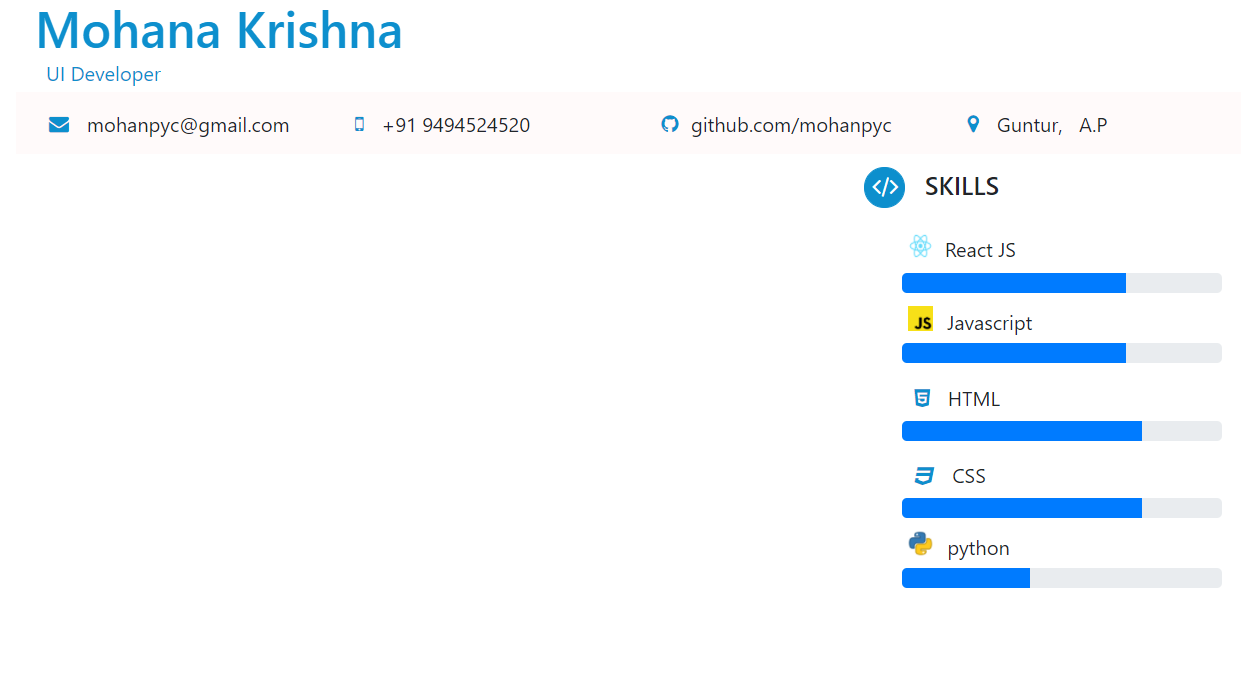 Mohana Krishna
UI Developer
mohanpyc@gmail.com +91 9494524520 github.com/mohanpyc Guntur, A.P
</> SKILLS
React JS
JS Javascript
HTML
CSS
python